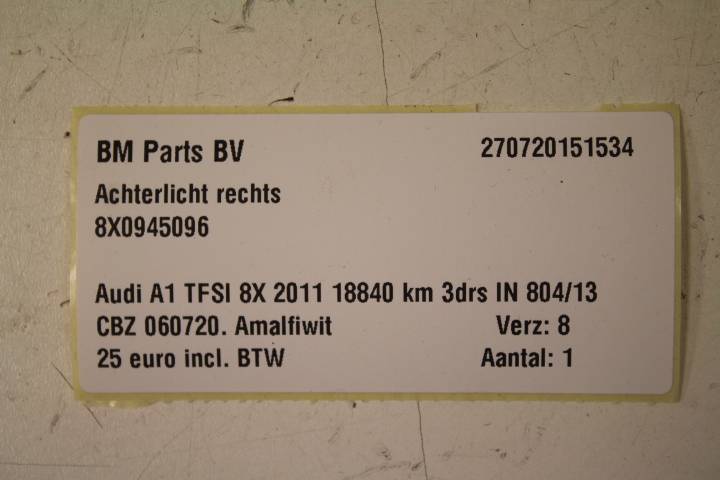 BM Parts BV 270720151534
Achterlicht rechts
8X0945096
Audi A1 TFSI 8X 2011 18840 km 3drs IN 804/13
CBZ 060720. Amalfiwit Verz: 8
25 euro incl. BTW Aantal: 1